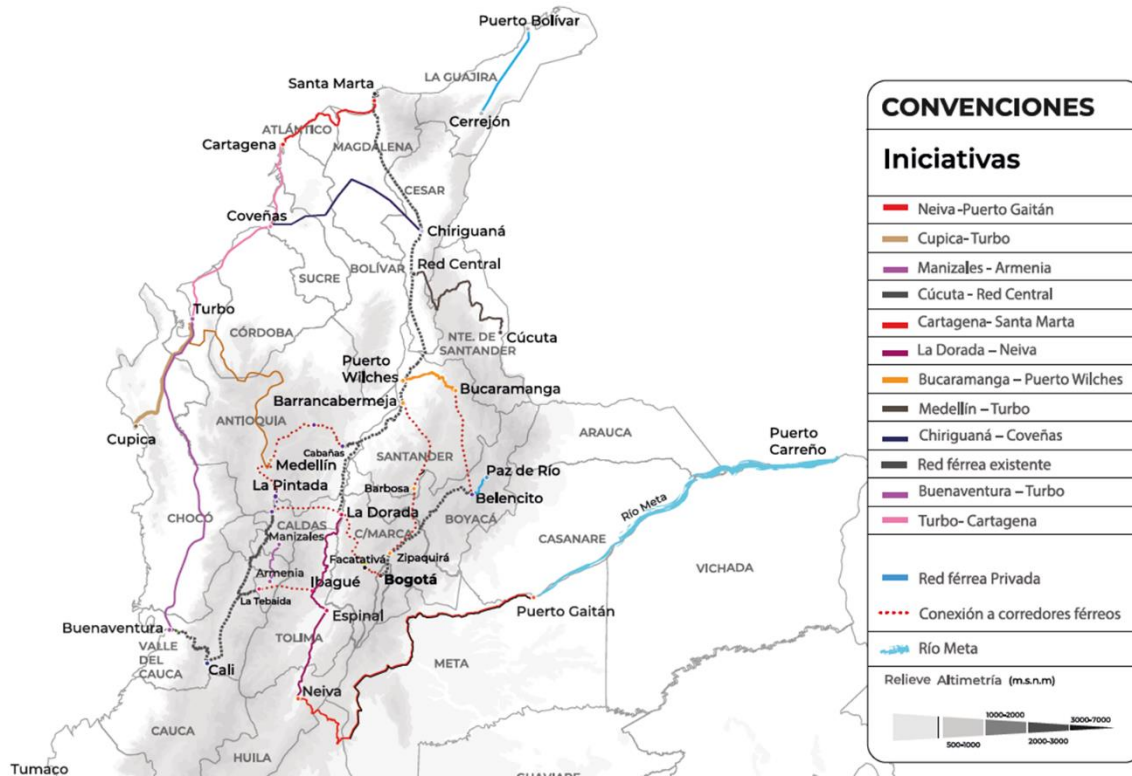 Puerto Bolívar
LA GUAJIRA
Santa Marta
Cerrejón
ATLÁNTICO
Cartagena
MAGDALENA
CESAR
Coveñas
Chiriguaná
BOLÍVAR
Red Central
SUCRE
Turbo
CÓRDOBA
NTE. DE
SANTANDER
Cúcuta
Puerto
Wilches
Bucaramanga
Barrancabermeja
ANTIOQUIA
Cupica
ARAUCA
Puerto
Carreño
Cabañas
SANTANDER
Medellín
Paz de Río
La Pintada
Barbosa
Belencito
Río Meta
CHOCÓ
La Dorada
BOYACÁ
CALDAS
Manizales
C/MARCA
CASANARE
Facatativá
Zipaquirá
VICHADA
Armenia
Ibagué
Bogotá
La Tebaida
Puerto Gaitán
Espinal
Buenaventura
TOLIMA
VALLE
DEL
CAUCA
Cali
META
Neiva
CAUCA
HUILA
Tumaco
GUAVIARE
CONVENCIONES
Iniciativas
Neiva-Puerto Gaitán
Cupica-Turbo
Manizales - Armenia
Cúcuta - Red Central
Cartagena- Santa Marta
La Dorada – Neiva
Bucaramanga – Puerto Wilches
Medellín – Turbo
Chiriguaná – Coveñas
Red férrea existente
Buenaventura – Turbo
Turbo- Cartagena
Red férrea Privada
Conexión a corredores férreos
Río Meta
Relieve Altimetría (m.s.n.m)
1000-2000
3000-7000
500-1000
2000-3000